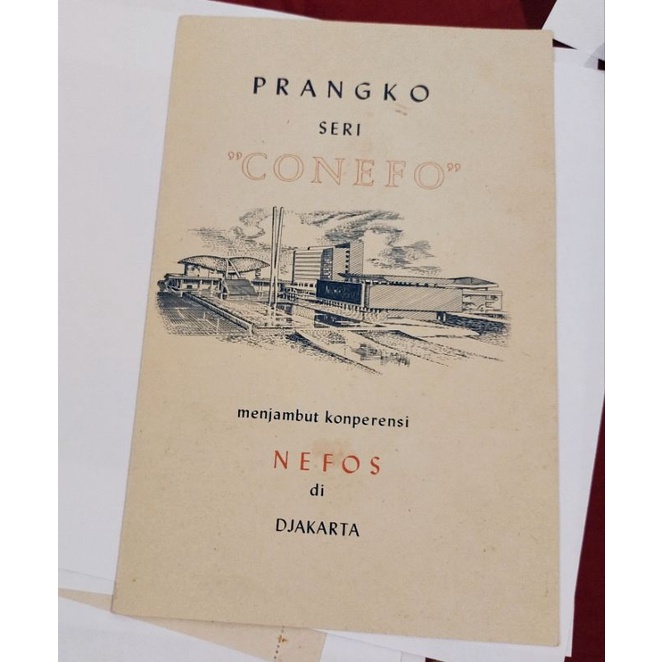 PRANGKO
SERI
"CONEFO"
menjambut konperensi
NEFOS
di
DJAKARTA